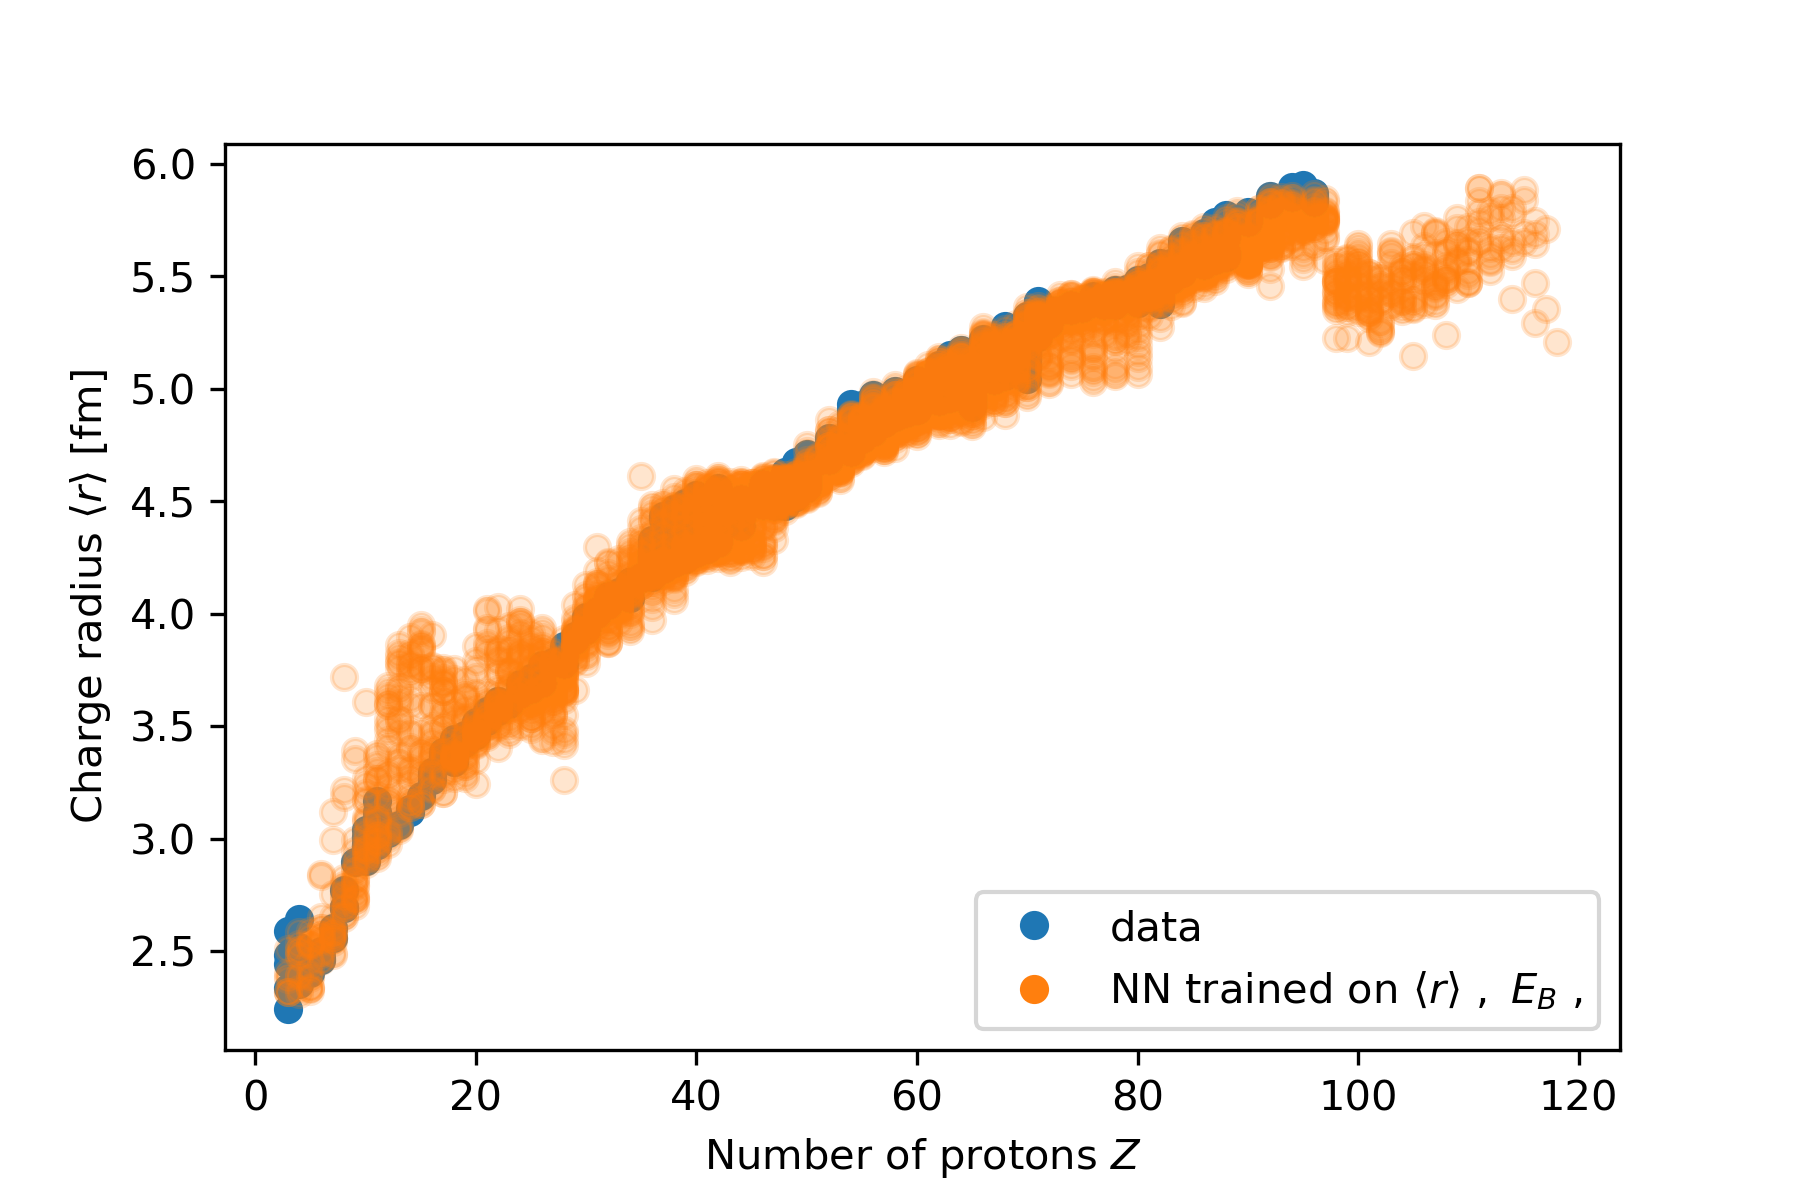 6.0
5.5
5.0
4.5
4.0
3.5
3.0
2.5
Charge radius ⟨r⟩ [fm]
data
NN trained on ⟨r⟩ , E_B ,
0 20 40 60 80 100 120
Number of protons Z